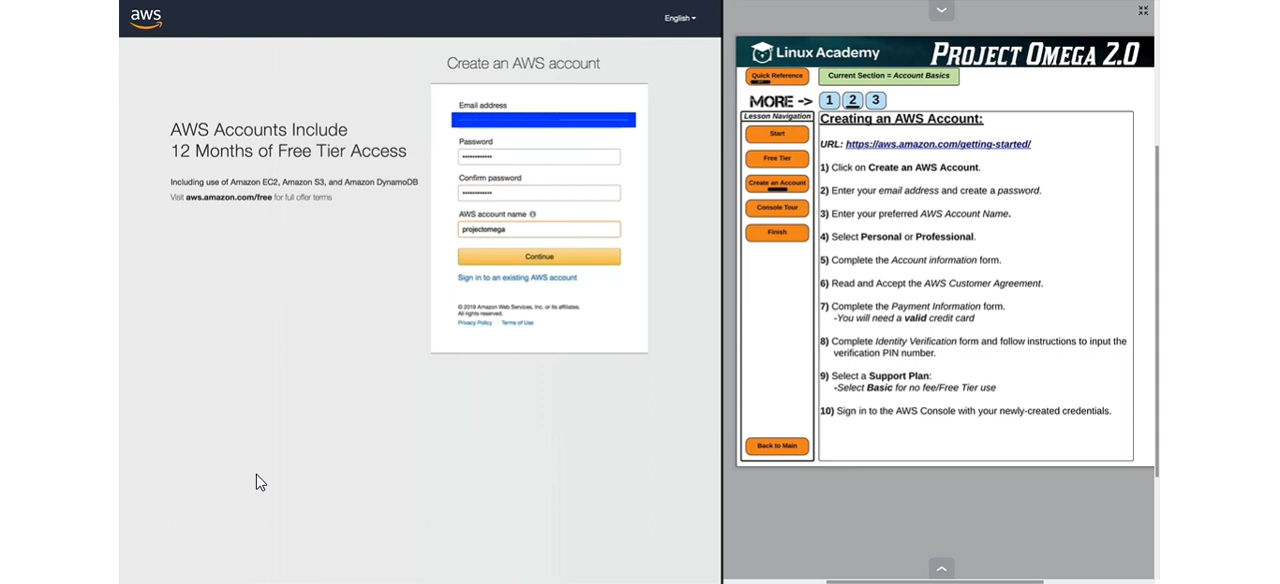 aws
English
Create an AWS account
AWS Accounts Include
12 Months of Free Tier Access
Including use of Amazon EC2, Amazon S3, and Amazon DynamoDB
Visit aws.amazon.com/free for full offer terms
Email address
Password
************
Confirm password
************
AWS account name
projectomega
Continue
Sign in to an existing AWS account
© 2019 Amazon Web Services, Inc. or its affiliates.
All rights reserved.
Privacy Policy | Terms of Use
Linux Academy
PROJECT OMEGA 2.0
Quick Reference
Current Section = Account Basics
MORE -> 1 2 3
Lesson Navigation
Start
Free Tier
Create an Account
Console Tour
Finish
Back to Main
Creating an AWS Account:
URL: https://aws.amazon.com/getting-started/
1) Click on Create an AWS Account.
2) Enter your email address and create a password.
3) Enter your preferred AWS Account Name.
4) Select Personal or Professional.
5) Complete the Account information form.
6) Read and Accept the AWS Customer Agreement.
7) Complete the Payment Information form.
-You will need a valid credit card
8) Complete Identity Verification form and follow instructions to input the
verification PIN number.
9) Select a Support Plan:
-Select Basic for no fee/Free Tier use
10) Sign in to the AWS Console with your newly-created credentials.